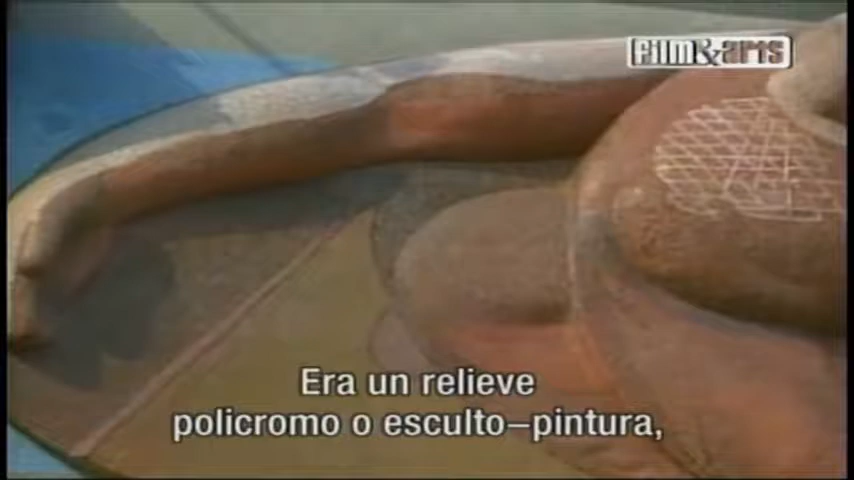 film&arts
Era un relieve
policromo o esculto–pintura,